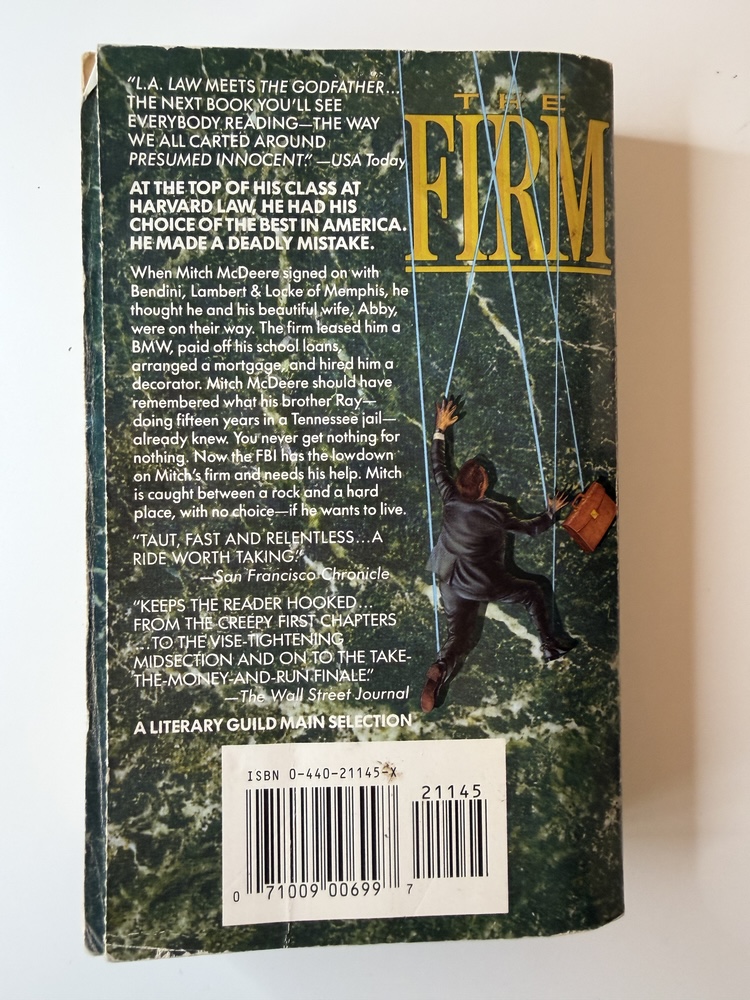 "L.A. LAW MEETS THE GODFATHER...
THE NEXT BOOK YOU'LL SEE
EVERYBODY READING—THE WAY
WE ALL CARTED AROUND
PRESUMED INNOCENT." —USA Today
AT THE TOP OF HIS CLASS AT
HARVARD LAW, HE HAD HIS
CHOICE OF THE BEST IN AMERICA.
HE MADE A DEADLY MISTAKE.
When Mitch McDeere signed on with
Bendini, Lambert & Locke of Memphis, he
thought he and his beautiful wife, Abby,
were on their way. The firm leased him a
BMW, paid off his school loans,
arranged a mortgage, and hired him a
decorator. Mitch McDeere should have
remembered what his brother Ray—
doing fifteen years in a Tennessee jail—
already knew. You never get nothing for
nothing. Now the FBI has the lowdown
on Mitch's firm and needs his help. Mitch
is caught between a rock and a hard
place, with no choice—if he wants to live.
"TAUT, FAST AND RELENTLESS...A
RIDE WORTH TAKING."
—San Francisco Chronicle
"KEEPS THE READER HOOKED...
FROM THE CREEPY FIRST CHAPTERS
...TO THE VISE-TIGHTENING
MIDSECTION AND ON TO THE TAKE-
THE-MONEY-AND-RUN FINALE."
—The Wall Street Journal
A LITERARY GUILD MAIN SELECTION
THE
FIRM
ISBN 0-440-21145-X
21145
0 71009 00699 7